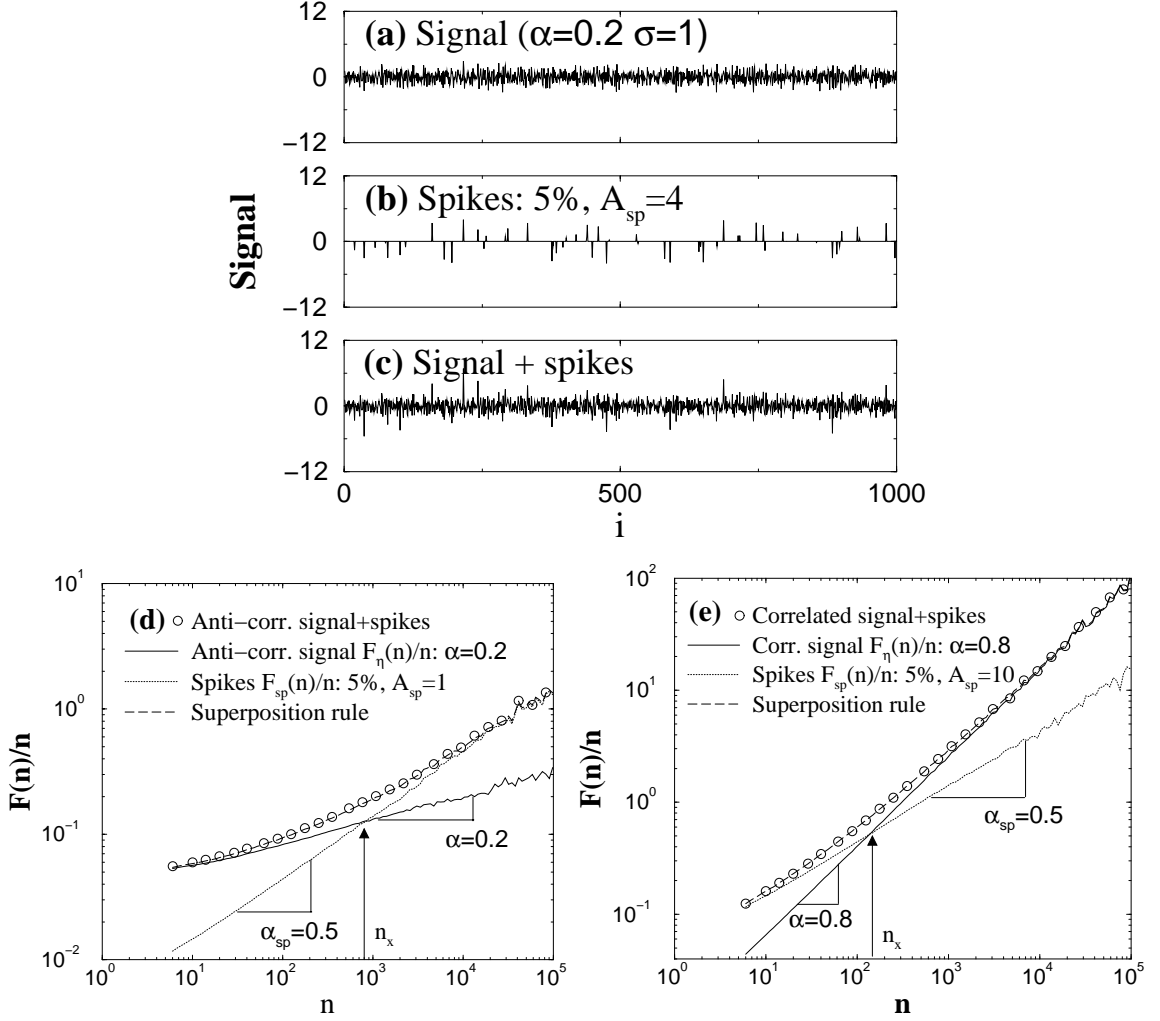 12
(a) Signal (α=0.2 σ=1)
0
−12
12
(b) Spikes: 5%, A_sp=4
0
−12
12
(c) Signal + spikes
0
−12
0
500
1000
i
Signal
10^1
(d)
Anti−corr. signal+spikes
Anti−corr. signal F_η(n)/n: α=0.2
Spikes F_sp(n)/n: 5%, A_sp=1
Superposition rule
10^0
F(n)/n
10^-1
α=0.2
α_sp=0.5
n_x
10^-2
10^0
10^1
10^2
10^3
10^4
10^5
n
10^2
(e)
Correlated signal+spikes
Corr. signal F_η(n)/n: α=0.8
Spikes F_sp(n)/n: 5%, A_sp=10
Superposition rule
10^1
F(n)/n
10^0
α_sp=0.5
10^-1
α=0.8
n_x
10^0
10^1
10^2
10^3
10^4
10^5
n